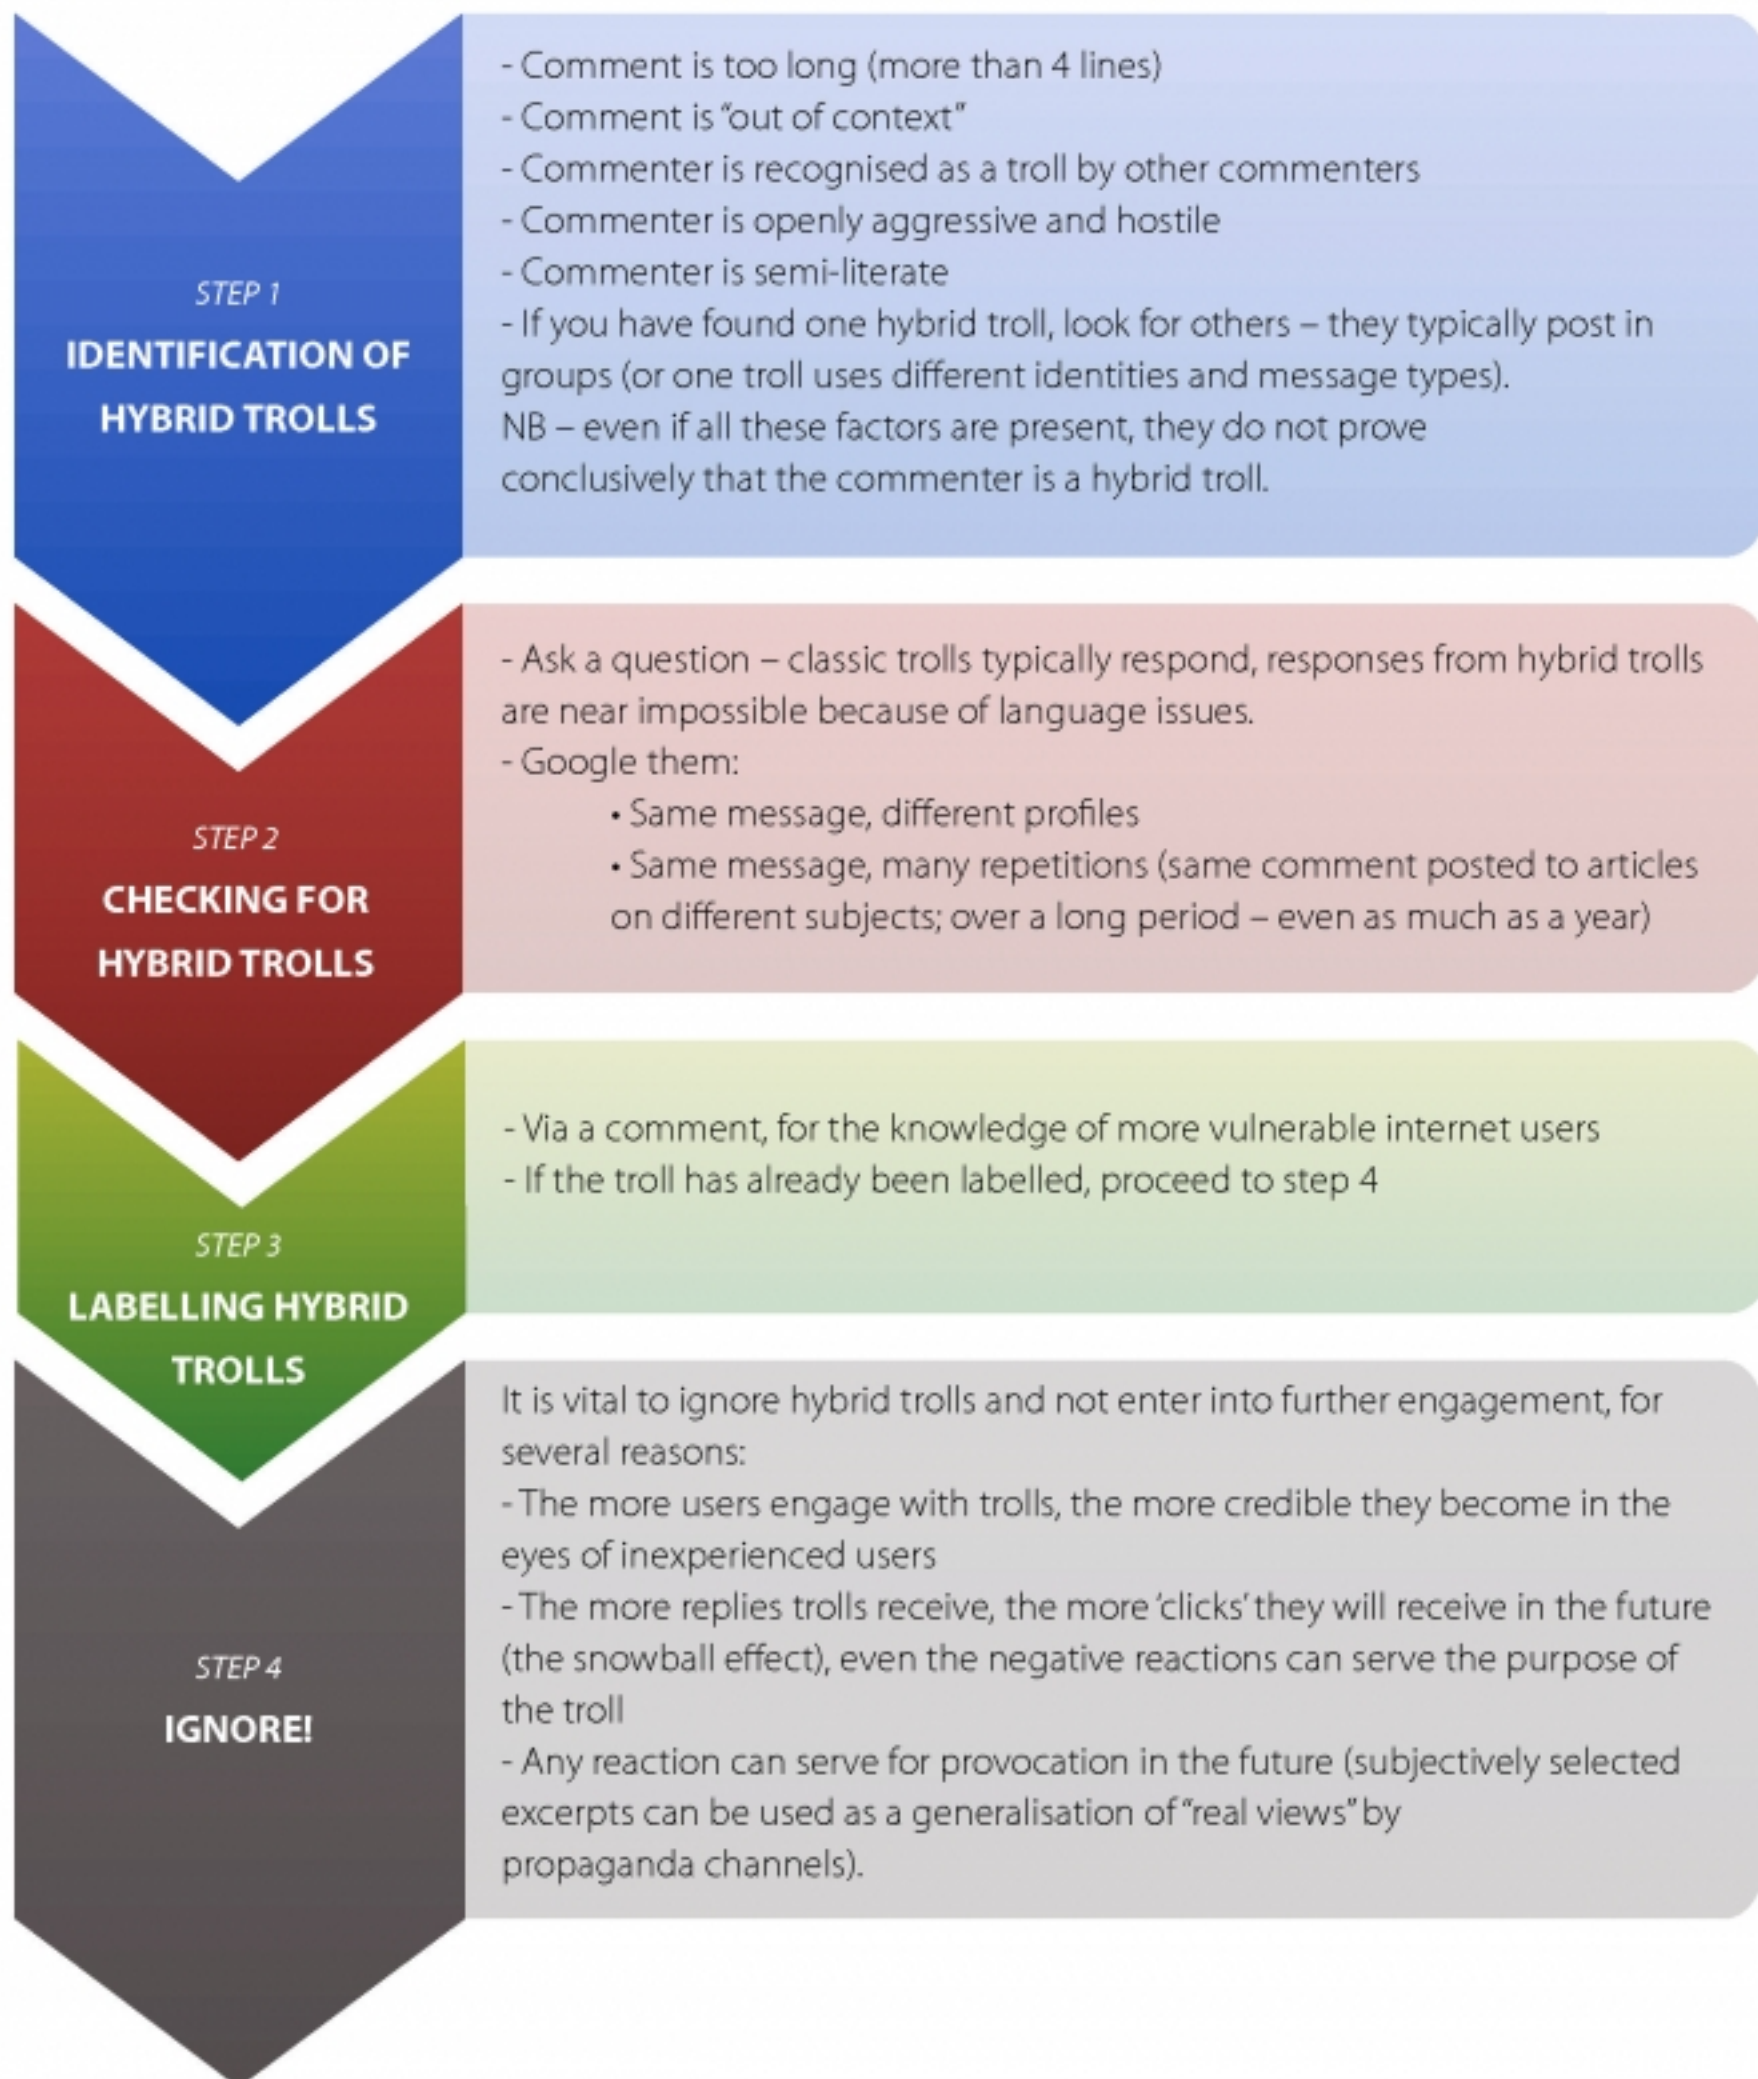 STEP 1
IDENTIFICATION OF
HYBRID TROLLS
- Comment is too long (more than 4 lines)
- Comment is “out of context”
- Commenter is recognised as a troll by other commenters
- Commenter is openly aggressive and hostile
- Commenter is semi-literate
- If you have found one hybrid troll, look for others – they typically post in
groups (or one troll uses different identities and message types).
NB – even if all these factors are present, they do not prove
conclusively that the commenter is a hybrid troll.
STEP 2
CHECKING FOR
HYBRID TROLLS
- Ask a question – classic trolls typically respond, responses from hybrid trolls
are near impossible because of language issues.
- Google them:
• Same message, different profiles
• Same message, many repetitions (same comment posted to articles
on different subjects; over a long period – even as much as a year)
STEP 3
LABELLING HYBRID
TROLLS
- Via a comment, for the knowledge of more vulnerable internet users
- If the troll has already been labelled, proceed to step 4
STEP 4
IGNORE!
It is vital to ignore hybrid trolls and not enter into further engagement, for
several reasons:
- The more users engage with trolls, the more credible they become in the
eyes of inexperienced users
- The more replies trolls receive, the more ‘clicks’ they will receive in the future
(the snowball effect), even the negative reactions can serve the purpose of
the troll
- Any reaction can serve for provocation in the future (subjectively selected
excerpts can be used as a generalisation of “real views” by
propaganda channels).